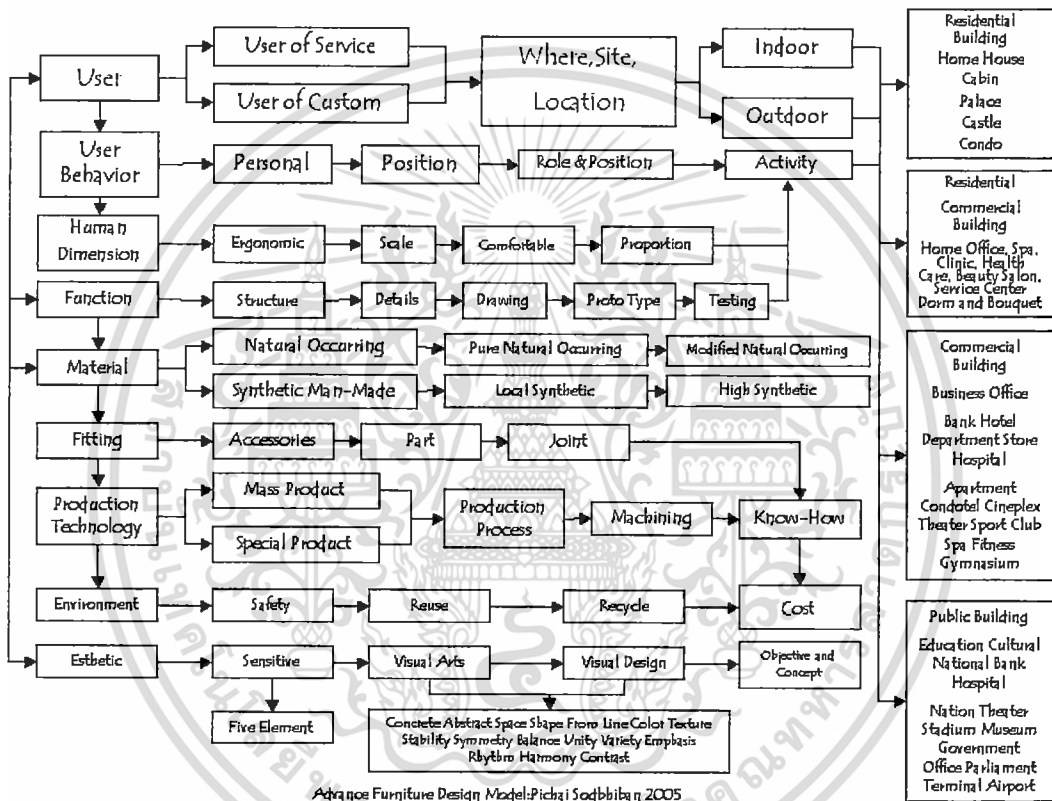 User
User of Service
User of Custom
Where, Site,
Location
Indoor
Outdoor
User
Behavior
Personal
Position
Role & Position
Activity
Human
Dimension
Ergonomic
Scale
Comfortable
Proportion
Function
Structure
Details
Drawing
Proto Type
Testing
Material
Natural Occurring
Pure Natural Occurring
Modified Natural Occurring
Synthetic Man-Made
Local Synthetic
High Synthetic
Fitting
Accessories
Part
Joint
Production
Technology
Mass Product
Special Product
Production
Process
Machining
Know-How
Environment
Safety
Reuse
Recycle
Cost
Esthetic
Sensitive
Visual Arts
Visual Design
Objective and
Concept
Five Element
Concrete Abstract Space Shape From Line Color Texture
Stability Symmetry Balance Unity Variety Emphasis
Rhythm Harmony Contrast
Residential
Building
Home House
Cabin
Palace
Castle
Condo
Residential
Commercial
Building
Home Office, Spa,
Clinic, Health
Care, Beauty Salon,
Service Center
Dorm and Bouquet
Commercial
Building
Business Office
Bank Hotel
Department Store
Hospital
Apartment
Condotel Cineplex
Theater Sport Club
Spa Fitness
Gymnasium
Public Building
Education Cultural
National Bank
Hospital
Nation Theater
Stadium Museum
Government
Office Parliament
Terminal Airport
Advance Furniture Design Model:Pichai Sodbhiban 2005